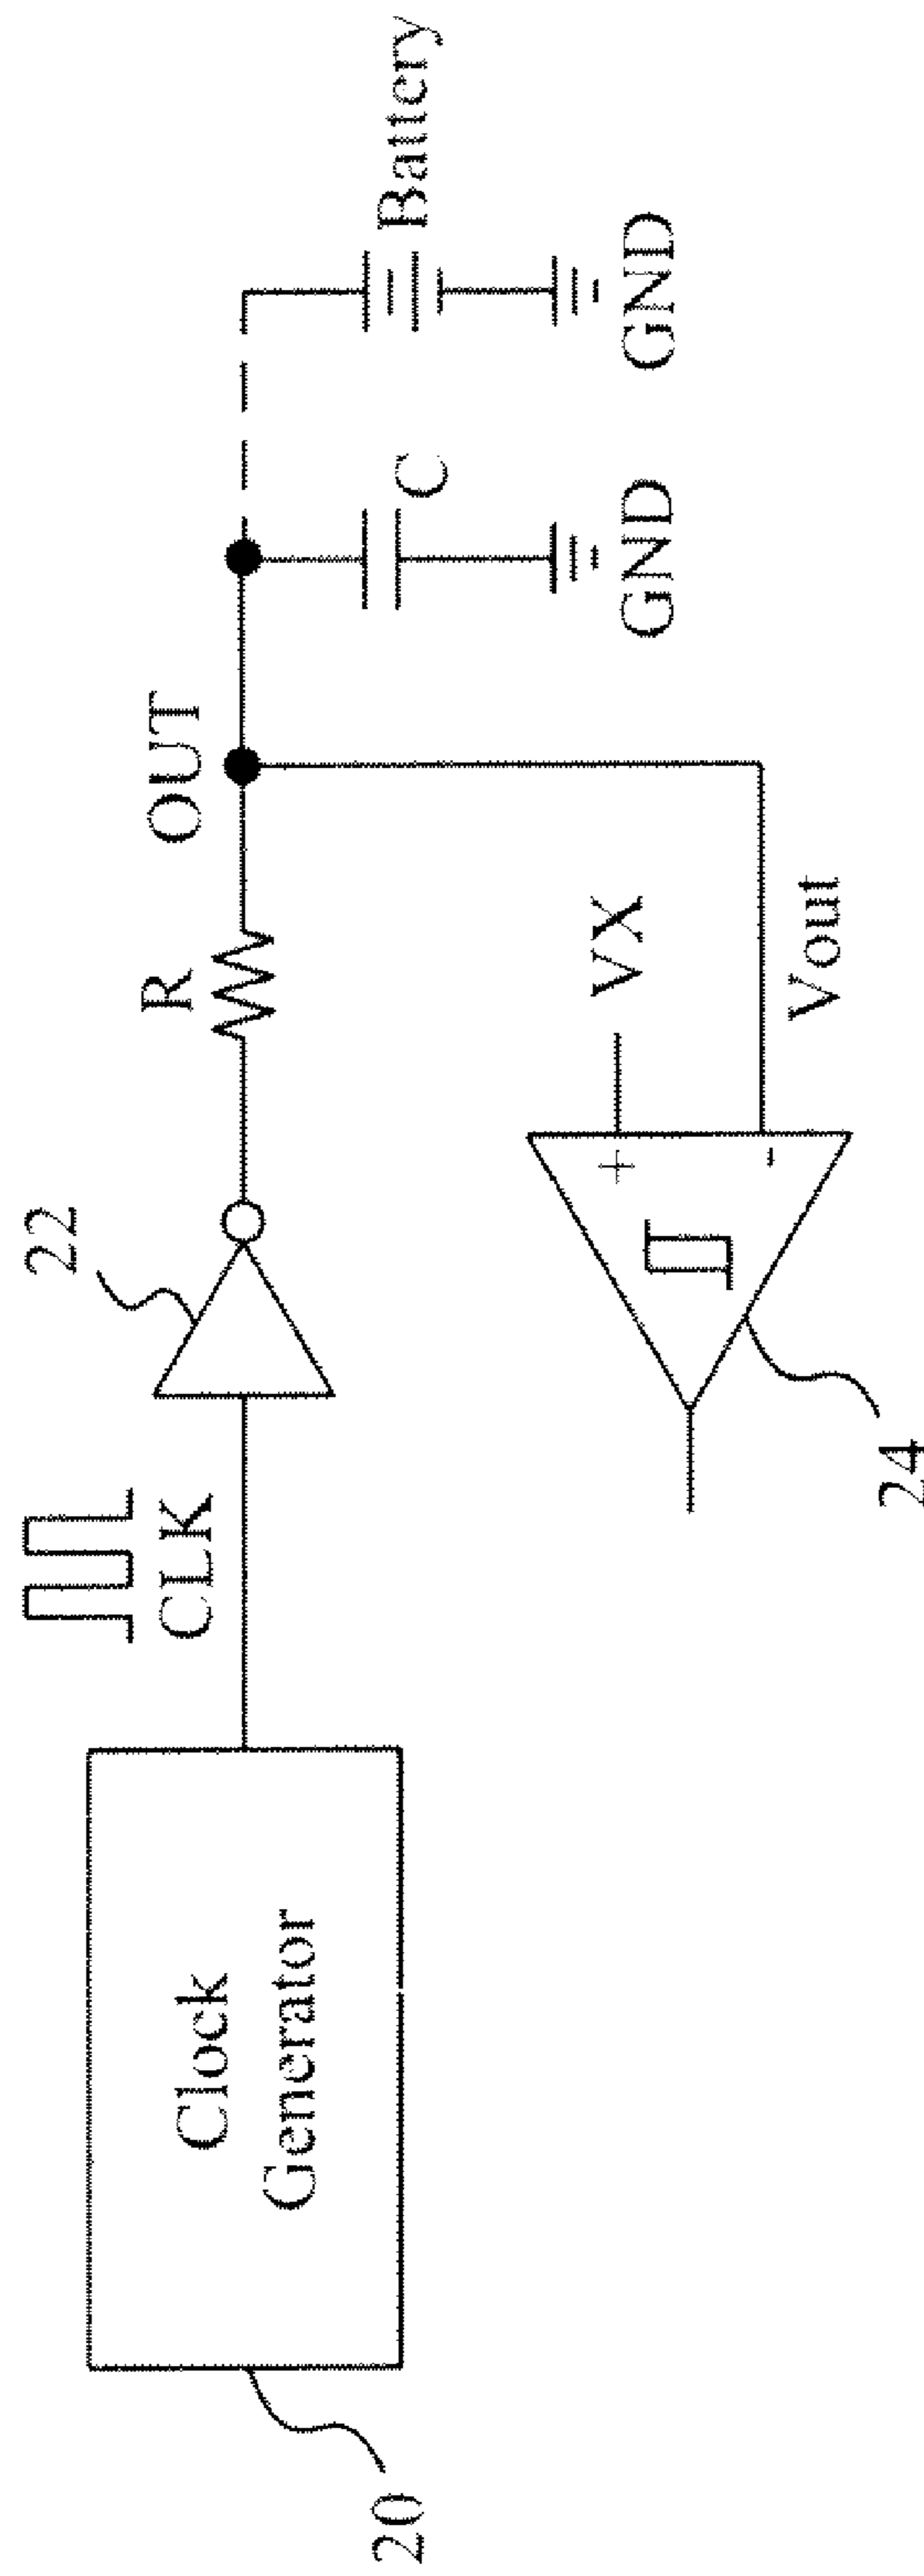 20
Clock
Generator
CLK
22
R
OUT
C
GND
Battery
GND
24
+
-
VX
Vout